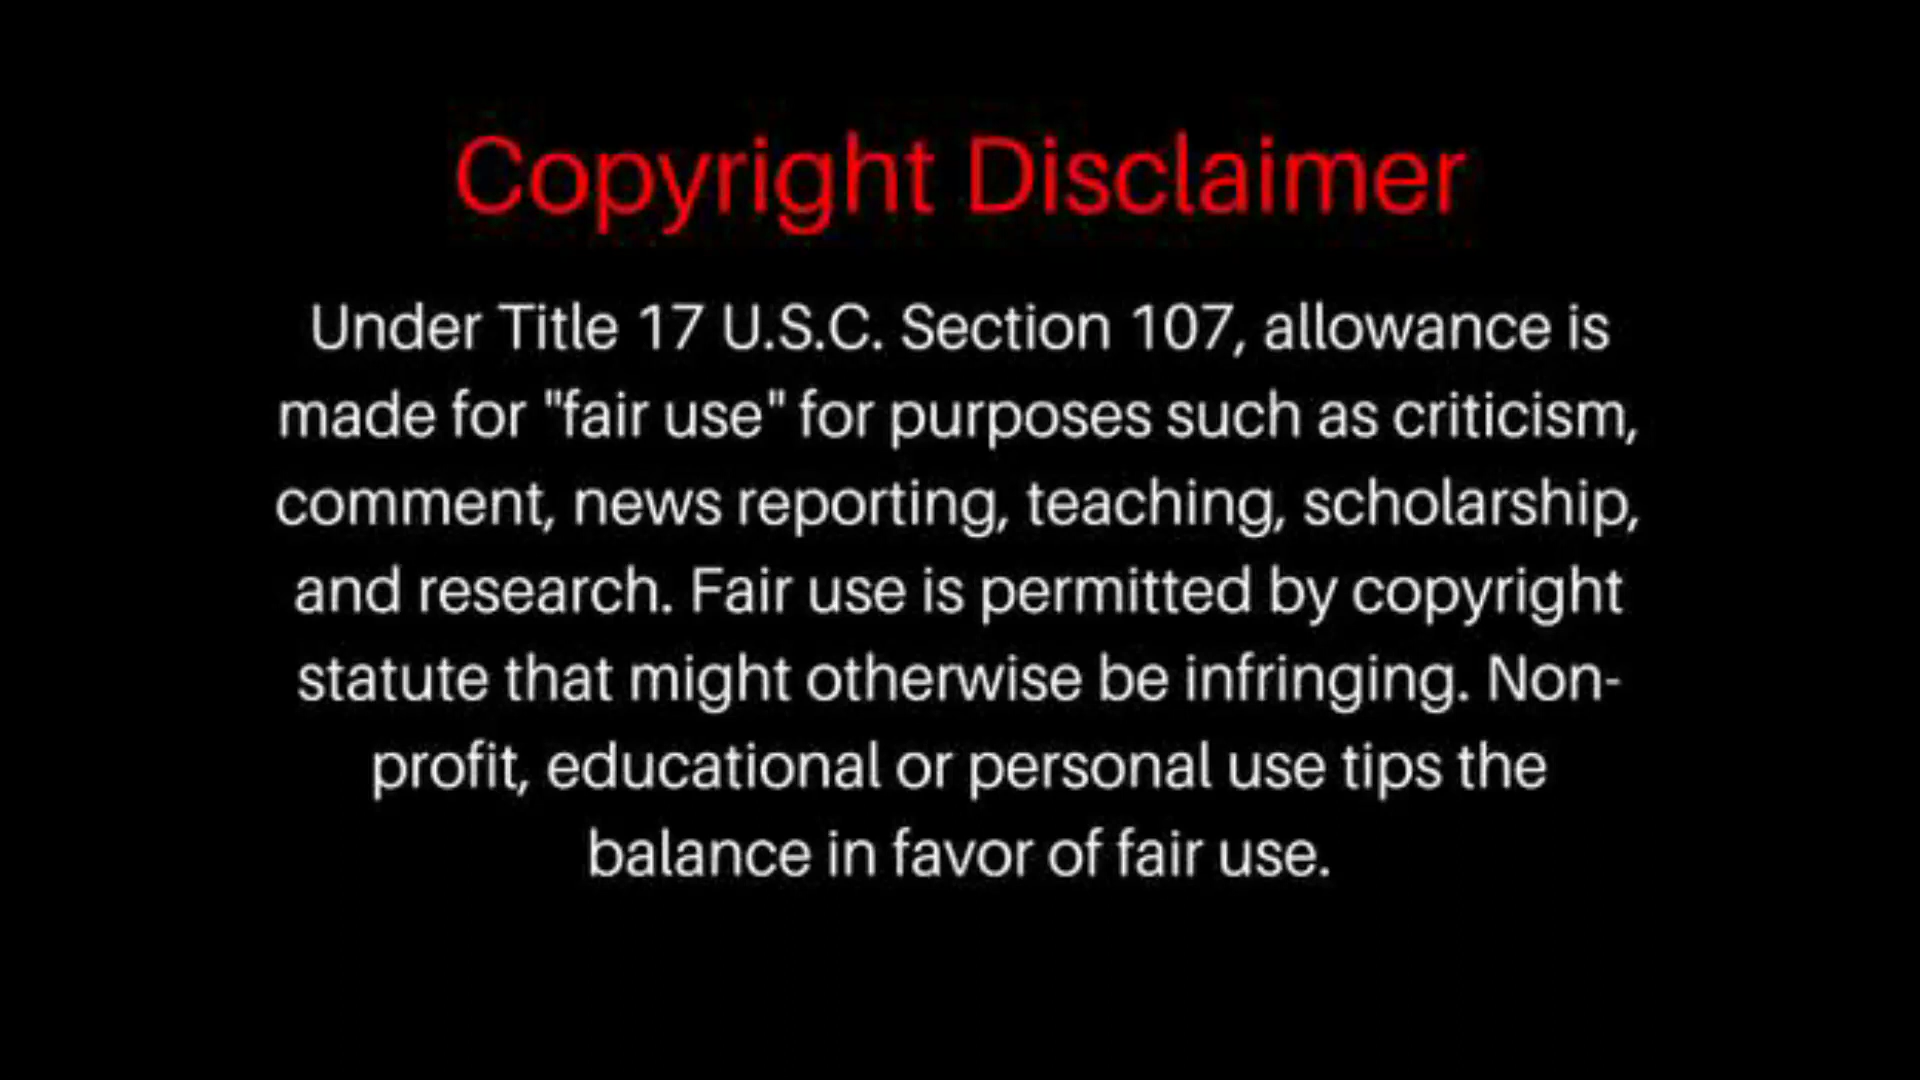 Copyright Disclaimer
Under Title 17 U.S.C. Section 107, allowance is
made for "fair use" for purposes such as criticism,
comment, news reporting, teaching, scholarship,
and research. Fair use is permitted by copyright
statute that might otherwise be infringing. Non-
profit, educational or personal use tips the
balance in favor of fair use.